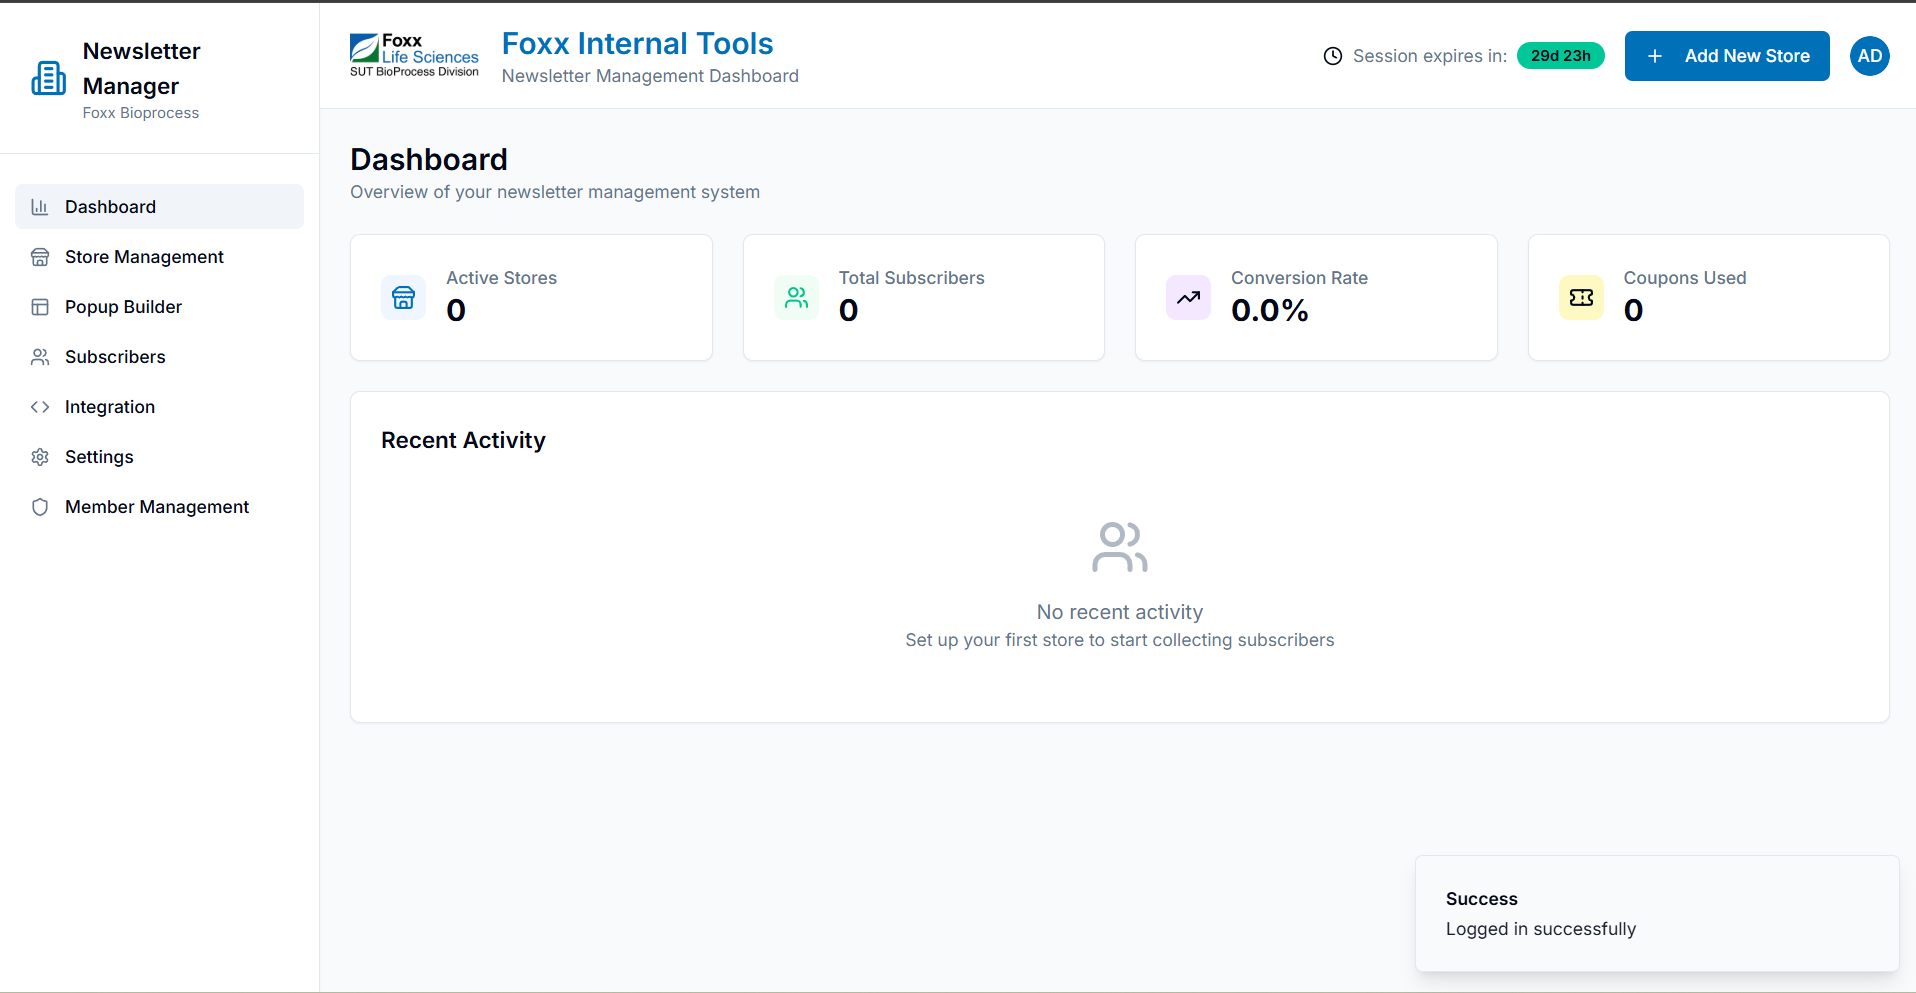 Newsletter
Manager
Foxx Bioprocess
Dashboard
Store Management
Popup Builder
Subscribers
Integration
Settings
Member Management
Foxx
Life Sciences
SUT BioProcess Division
Foxx Internal Tools
Newsletter Management Dashboard
Session expires in: 29d 23h
+ Add New Store
AD
Dashboard
Overview of your newsletter management system
Active Stores
0
Total Subscribers
0
Conversion Rate
0.0%
Coupons Used
0
Recent Activity
No recent activity
Set up your first store to start collecting subscribers
Success
Logged in successfully